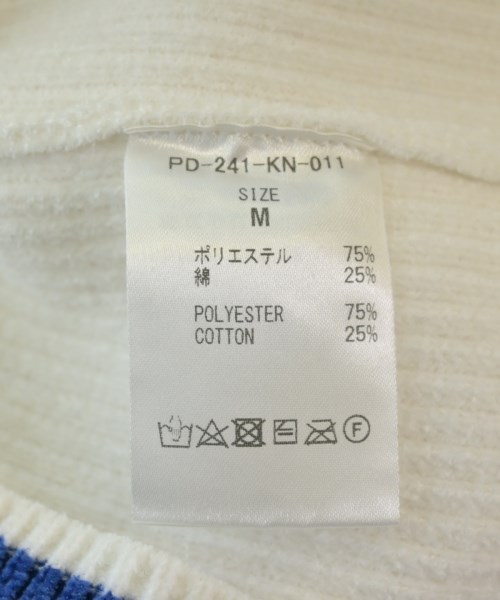 PD-241-KN-011
SIZE
M
ポリエステル 75%
綿 25%
POLYESTER 75%
COTTON 25%
F